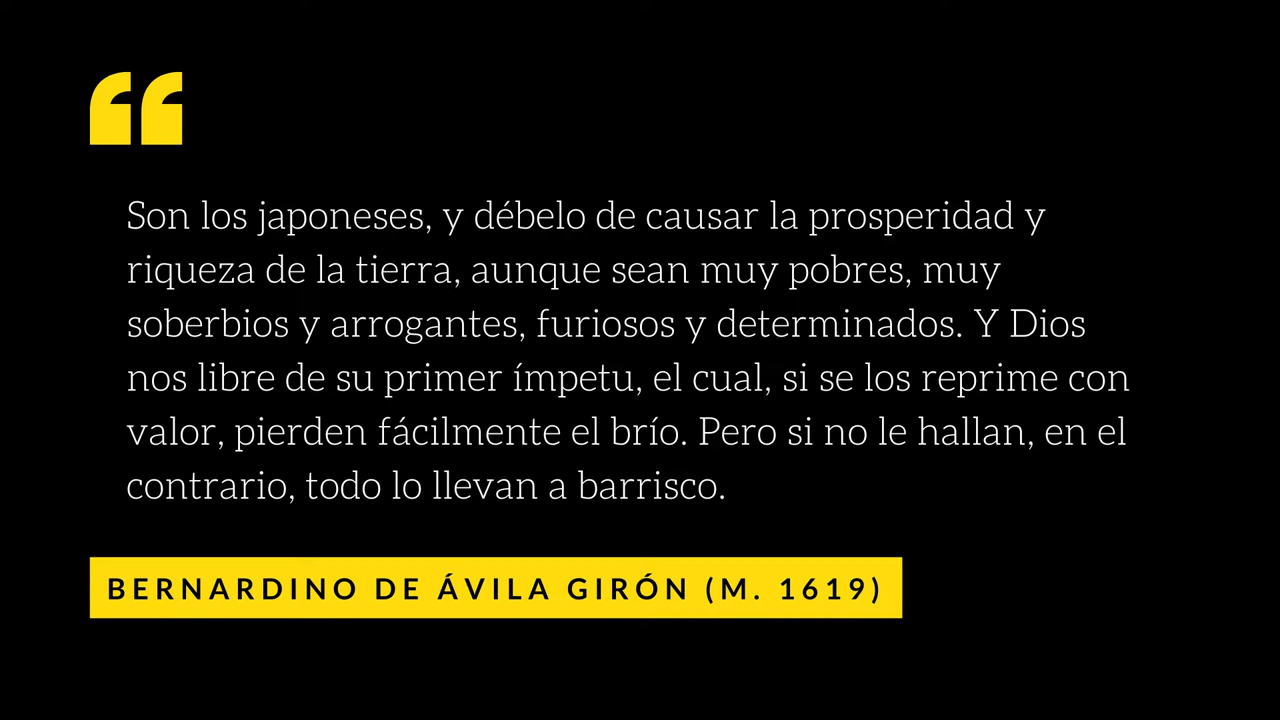 “
Son los japoneses, y débelo de causar la prosperidad y
riqueza de la tierra, aunque sean muy pobres, muy
soberbios y arrogantes, furiosos y determinados. Y Dios
nos libre de su primer ímpetu, el cual, si se los reprime con
valor, pierden fácilmente el brío. Pero si no le hallan, en el
contrario, todo lo llevan a barrisco.
BERNARDINO DE ÁVILA GIRÓN (M. 1619)